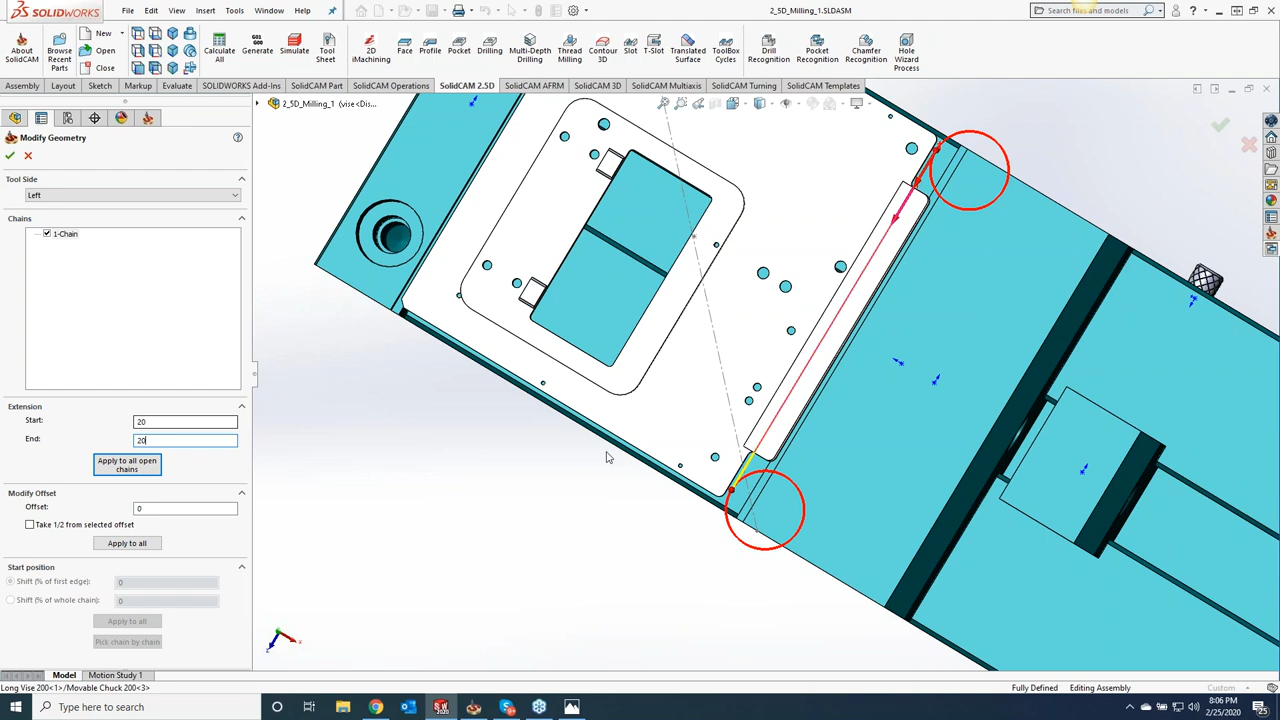 SOLIDWORKS
File Edit View Insert Tools Window Help
2_5D_Milling_1.SLDASM
Search files and models
About SolidCAM
Browse Recent Parts
New
Open
Close
Calculate All
G01 G00
Generate
Simulate
Tool Sheet
2D iMachining
Face
Profile
Pocket
Drilling
Multi-Depth Drilling
Thread Milling
Contour 3D
Slot
T-Slot
Translated Surface
ToolBox Cycles
Drill Recognition
Pocket Recognition
Chamfer Recognition
Hole Wizard Process
Assembly Layout Sketch Markup Evaluate SOLIDWORKS Add-Ins SolidCAM Part SolidCAM Operations SolidCAM 2.5D SolidCAM AFRM SolidCAM 3D SolidCAM Multiaxis SolidCAM Turning SolidCAM Templates
2_5D_Milling_1 (vise<Dis...
Modify Geometry
Tool Side
Left
Chains
1-Chain
Extension
Start: 20
End: 20
Apply to all open chains
Modify Offset
Offset: 0
Take 1/2 from selected offset
Apply to all
Start position
Shift (% of first edge): 0
Shift (% of whole chain): 0
Apply to all
Pick chain by chain
x
z
Model Motion Study 1
Long Vise 200<1>/Movable Chuck 200<3>
Fully Defined Editing Assembly Custom
Type here to search
SW 2020
8:06 PM
2/25/2020
25